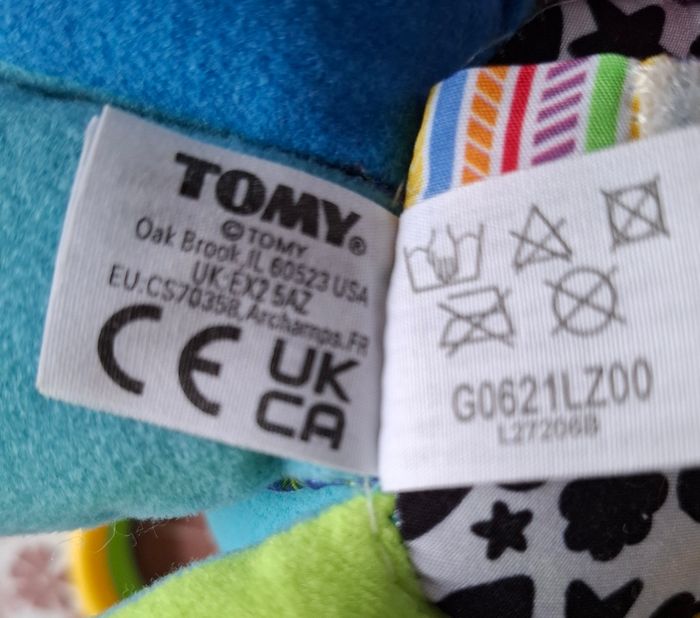 TOMY®
©TOMY
Oak Brook, IL 60523 USA
UK:EX2 5AZ
EU:CS70358, Archamps.FR
CE
UK
CA
G0621LZ00
L27206B